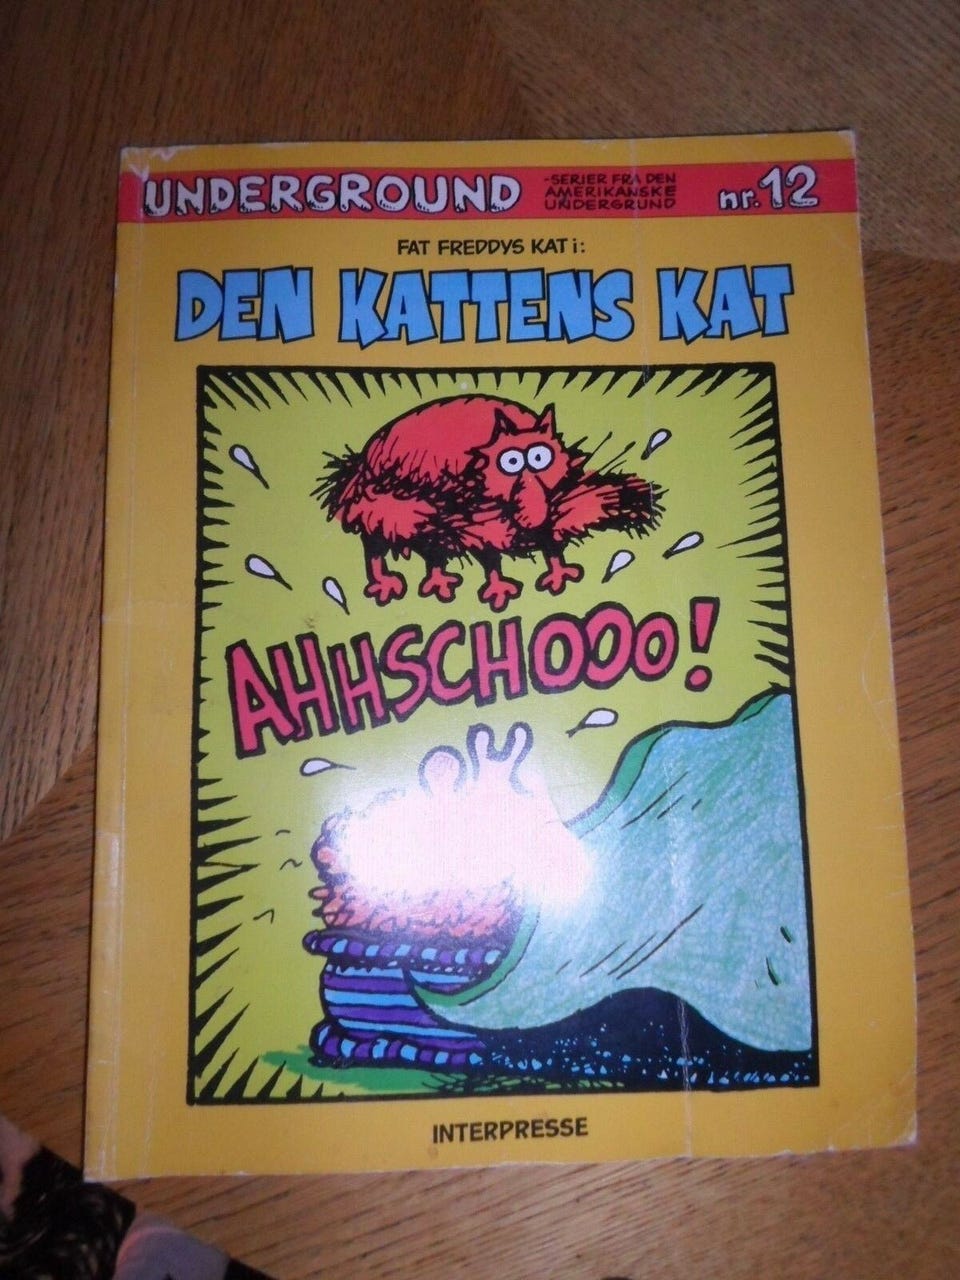 UNDERGROUND
-SERIER FRA DEN
AMERIKANSKE
UNDERGRUND
nr. 12
FAT FREDDYS KAT i:
DEN KATTENS KAT
AHHSCHOOO!
INTERPRESSE